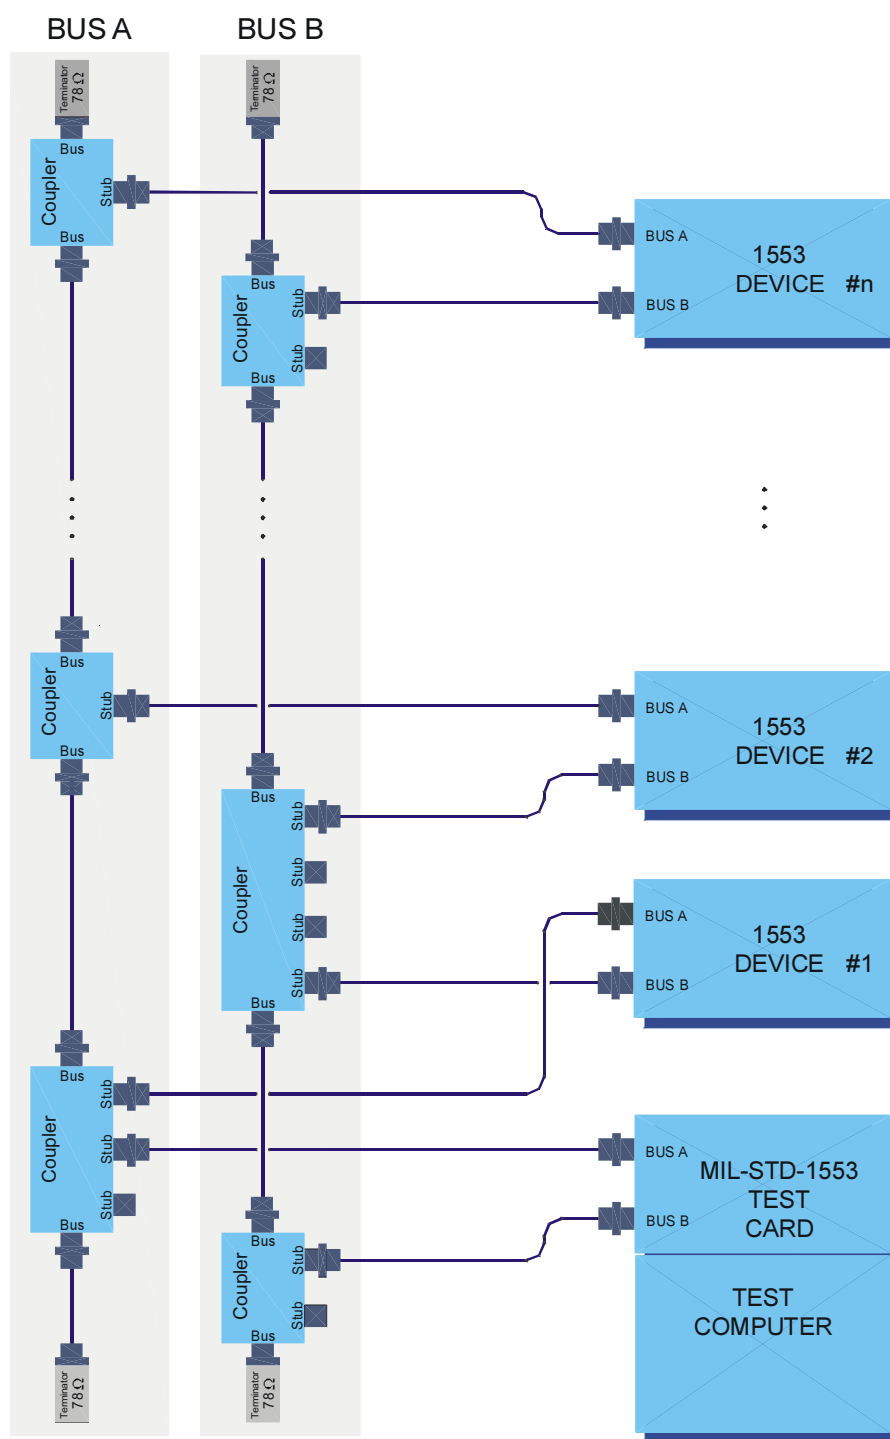 BUS A
BUS B
Terminator
78 Ω
Bus
Coupler
Stub
Bus
Terminator
78 Ω
Bus
Coupler
Stub
Stub
Bus
BUS A
1553
DEVICE #n
BUS B
Bus
Coupler
Stub
Bus
Bus
Stub
Stub
Coupler
Stub
Stub
Bus
BUS A
1553
DEVICE #2
BUS B
BUS A
1553
DEVICE #1
BUS B
Bus
Stub
Coupler
Stub
Stub
Bus
Terminator
78 Ω
Bus
Stub
Coupler
Stub
Bus
Terminator
78 Ω
BUS A
MIL-STD-1553
TEST
CARD
BUS B
TEST
COMPUTER